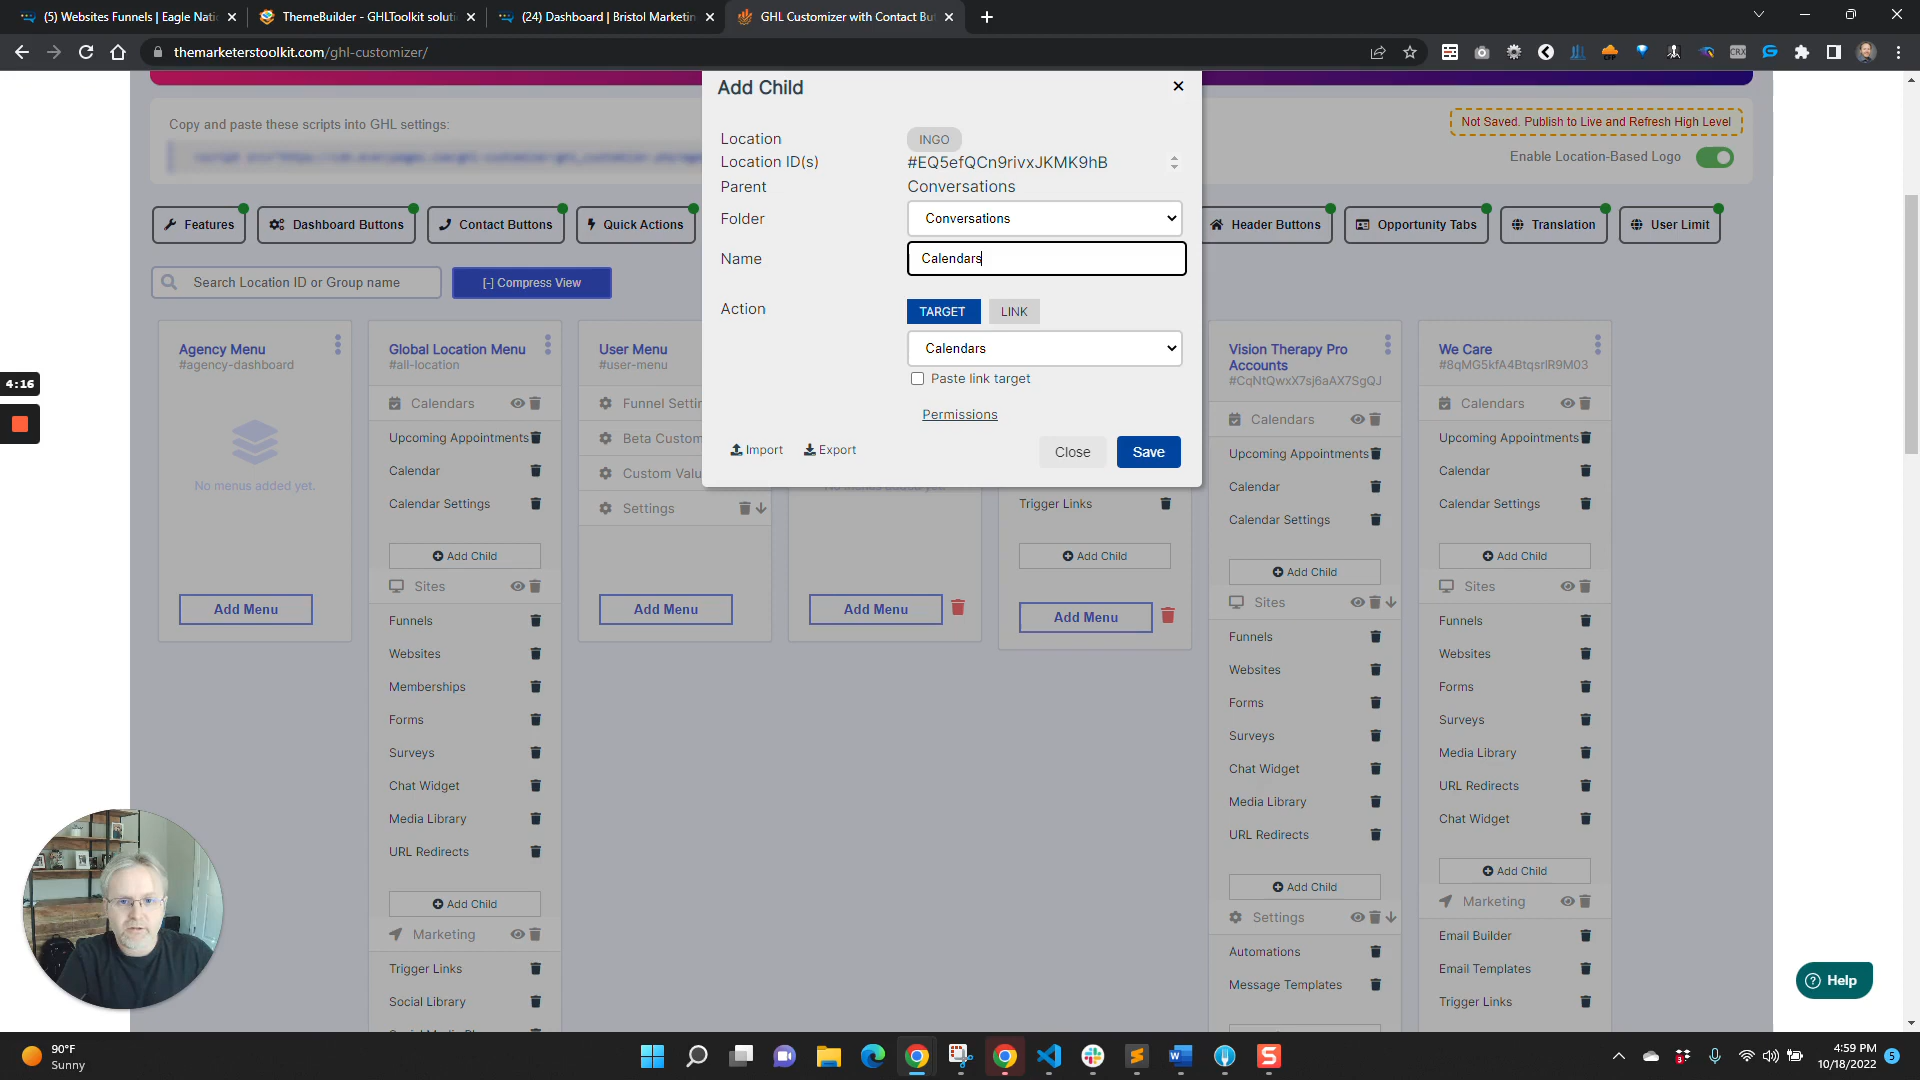 (5) Websites Funnels | Eagle Nati
ThemeBuilder - GHLToolkit soluti
(24) Dashboard | Bristol Marketin
GHL Customizer with Contact Bu
themarketerstoolkit.com/ghl-customizer/
Add Child
Copy and paste these scripts into GHL settings:
Not Saved. Publish to Live and Refresh High Level
Enable Location-Based Logo
Location
INGO
Location ID(s)
#EQ5efQCn9rivxJKMK9hB
Parent
Conversations
Folder
Conversations
Name
Calendars
Action
TARGET
LINK
Calendars
Paste link target
Permissions
Import
Export
Close
Save
Features
Dashboard Buttons
Contact Buttons
Quick Actions
Header Buttons
Opportunity Tabs
Translation
User Limit
Search Location ID or Group name
[-] Compress View
4:16
Agency Menu
#agency-dashboard
No menus added yet.
Add Menu
Global Location Menu
#all-location
Calendars
Upcoming Appointments
Calendar
Calendar Settings
Add Child
Sites
Funnels
Websites
Memberships
Forms
Surveys
Chat Widget
Media Library
URL Redirects
Add Child
Marketing
Trigger Links
Social Library
User Menu
#user-menu
Funnel Settin
Beta Custom
Custom Valu
Settings
Add Menu
Add Menu
Trigger Links
Add Child
Add Menu
Vision Therapy Pro
Accounts
#CqNtQwxX7sj6aAX7SgQJ
Calendars
Upcoming Appointments
Calendar
Calendar Settings
Add Child
Sites
Funnels
Websites
Forms
Surveys
Chat Widget
Media Library
URL Redirects
Add Child
Settings
Automations
Message Templates
We Care
#8qMG5kfA4BtqsrlR9M03
Calendars
Upcoming Appointments
Calendar
Calendar Settings
Add Child
Sites
Funnels
Websites
Forms
Surveys
Media Library
URL Redirects
Chat Widget
Add Child
Marketing
Email Builder
Email Templates
Trigger Links
Help
90°F
Sunny
4:59 PM
10/18/2022
5